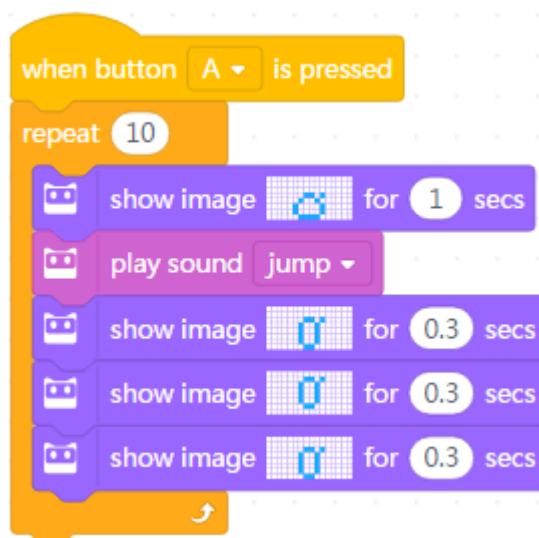 when button A is pressed
repeat 10
show image for 1 secs
play sound jump
show image for 0.3 secs
show image for 0.3 secs
show image for 0.3 secs